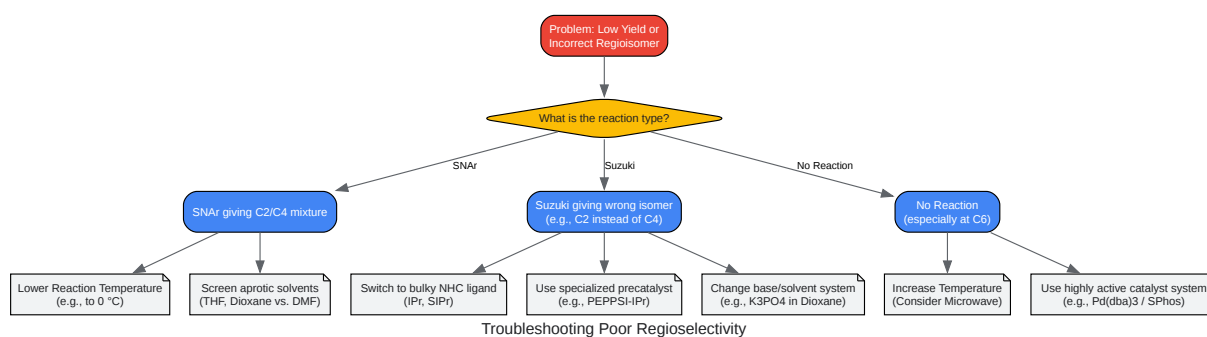 Problem: Low Yield or
Incorrect Regioisomer
What is the reaction type?
SNAr
Suzuki
No Reaction
SNAr giving C2/C4 mixture
Suzuki giving wrong isomer
(e.g., C2 instead of C4)
No Reaction
(especially at C6)
Lower Reaction Temperature
(e.g., to 0 °C)
Screen aprotic solvents
(THF, Dioxane vs. DMF)
Switch to bulky NHC ligand
(IPr, SIPr)
Use specialized precatalyst
(e.g., PEPPSI-IPr)
Change base/solvent system
(e.g., K3PO4 in Dioxane)
Increase Temperature
(Consider Microwave)
Use highly active catalyst system
(e.g., Pd(dba)3 / SPhos)
Troubleshooting Poor Regioselectivity